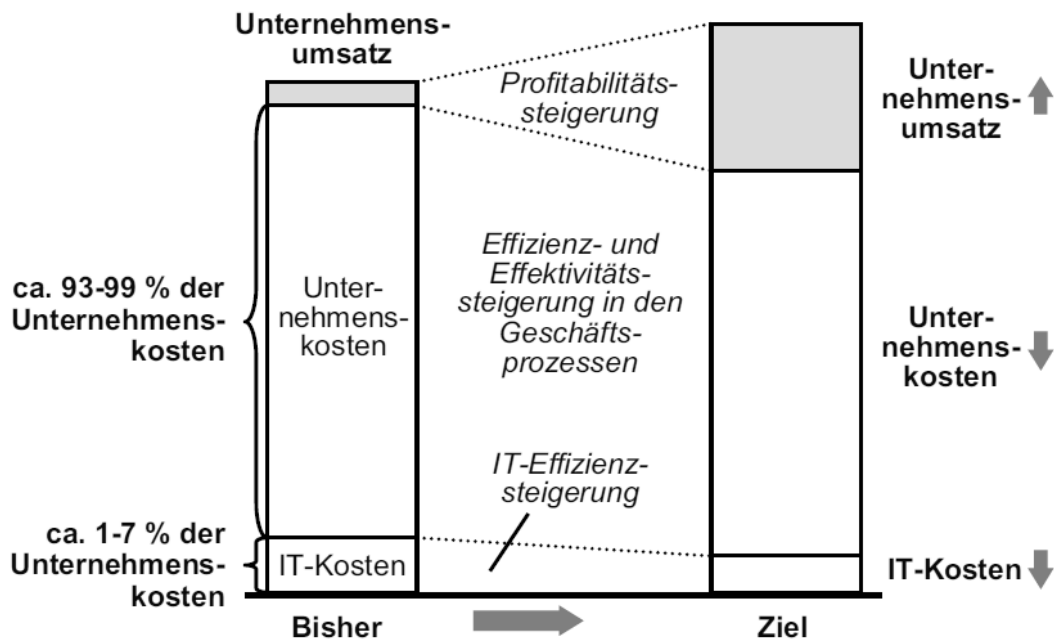 Unternehmens-
umsatz
Profitabilitäts-
steigerung
Unter-
nehmens-
umsatz
ca. 93-99 % der
Unternehmens-
kosten
Unter-
nehmens-
kosten
Effizienz- und
Effektivitäts-
steigerung in den
Geschäfts-
prozessen
Unter-
nehmens-
kosten
IT-Effizienz-
steigerung
ca. 1-7 % der
Unternehmens-
kosten
IT-Kosten
IT-Kosten
Bisher
Ziel